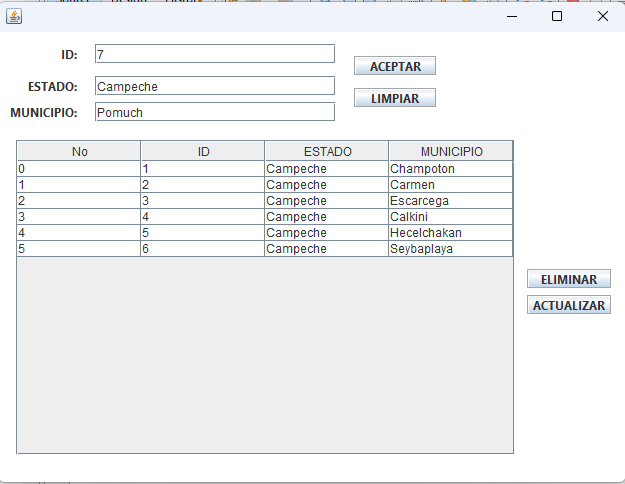 ID: 7
ACEPTAR
ESTADO: Campeche
LIMPIAR
MUNICIPIO: Pomuch
No ID ESTADO MUNICIPIO
0 1 Campeche Champoton
1 2 Campeche Carmen
2 3 Campeche Escarcega
3 4 Campeche Calkini
4 5 Campeche Hecelchakan
5 6 Campeche Seybaplaya
ELIMINAR
ACTUALIZAR